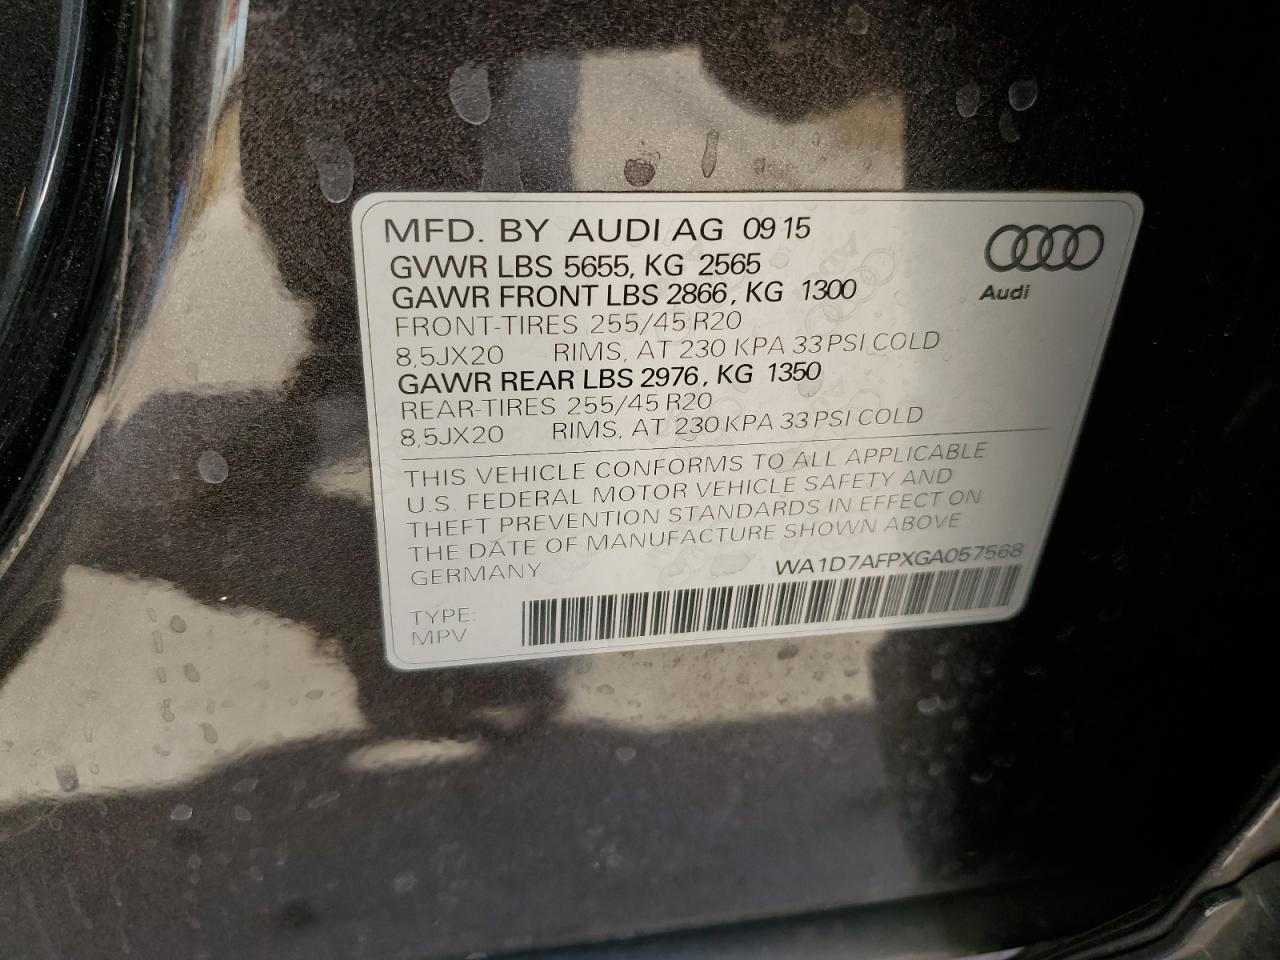 MFD. BY AUDI AG 09 15
GVWR LBS 5655, KG 2565
GAWR FRONT LBS 2866, KG 1300
FRONT-TIRES 255/45 R20
8,5JX20 RIMS, AT 230 KPA 33 PSI COLD
GAWR REAR LBS 2976, KG 1350
REAR-TIRES 255/45 R20
8,5JX20 RIMS, AT 230 KPA 33 PSI COLD
Audi
THIS VEHICLE CONFORMS TO ALL APPLICABLE
U.S. FEDERAL MOTOR VEHICLE SAFETY AND
THEFT PREVENTION STANDARDS IN EFFECT ON
THE DATE OF MANUFACTURE SHOWN ABOVE
GERMANY WA1D7AFPXGA057568
TYPE:
MPV